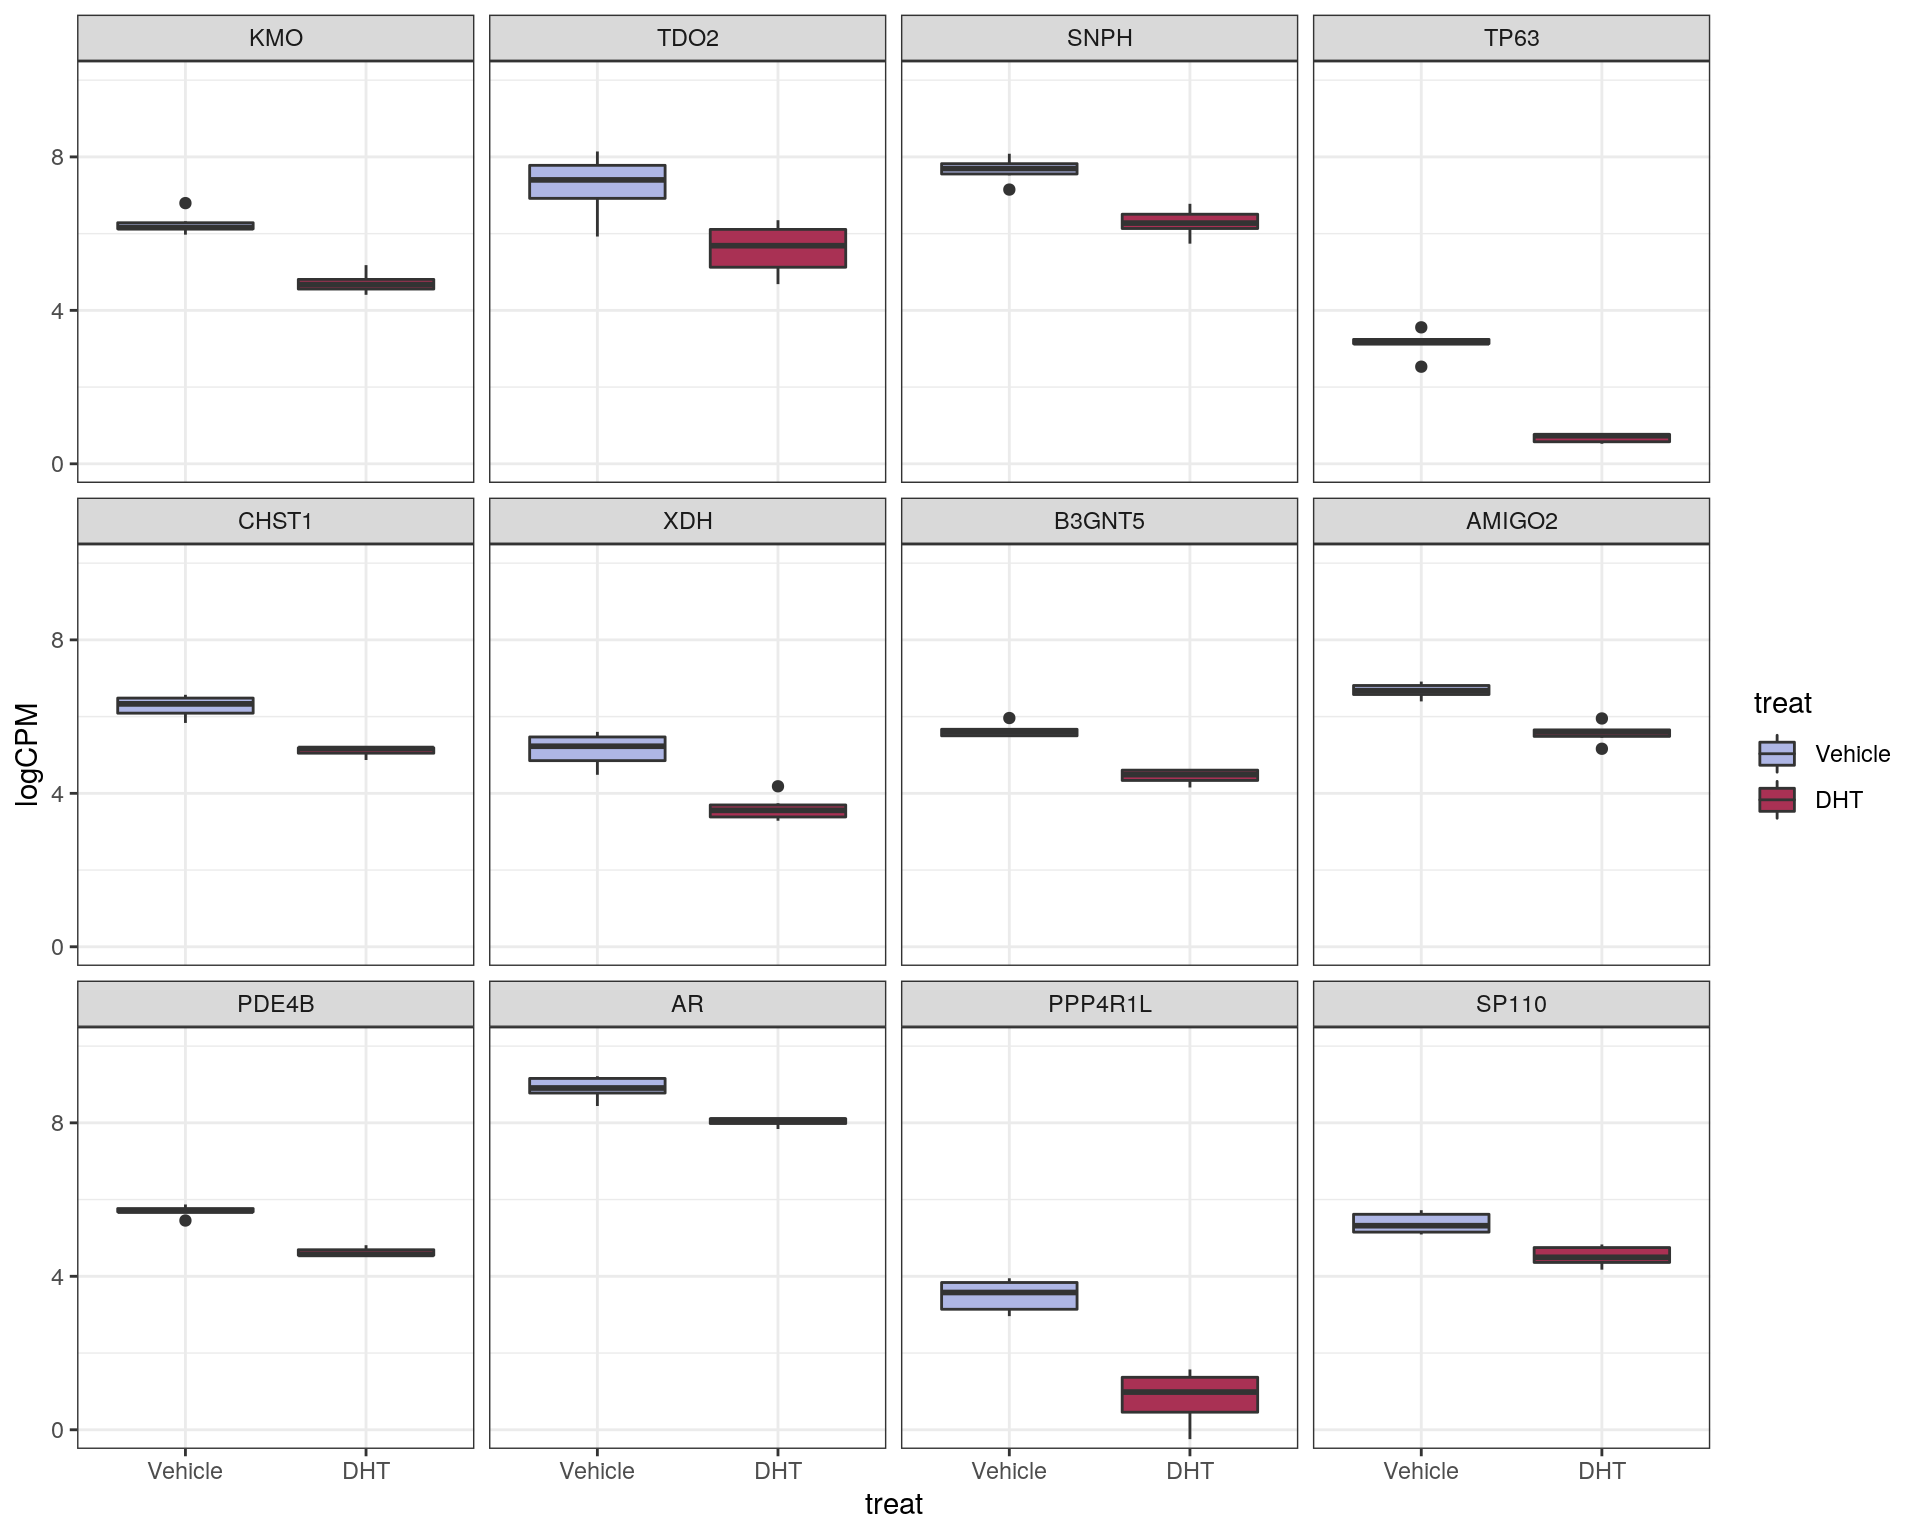 KMO TDO2 SNPH TP63
8
4
0
CHST1 XDH B3GNT5 AMIGO2
8
4
0
PDE4B AR PPP4R1L SP110
8
4
0
Vehicle DHT Vehicle DHT Vehicle DHT Vehicle DHT
treat
logCPM
treat
Vehicle
DHT